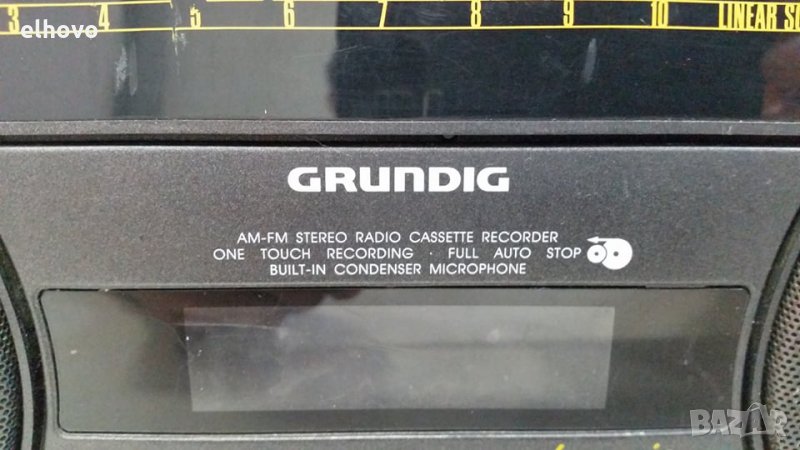 elhovo
3 4 5 6 7 8 9 10 LINEAR S
GRUNDIG
AM-FM STEREO RADIO CASSETTE RECORDER
ONE TOUCH RECORDING · FULL AUTO STOP
BUILT-IN CONDENSER MICROPHONE
BAZAR